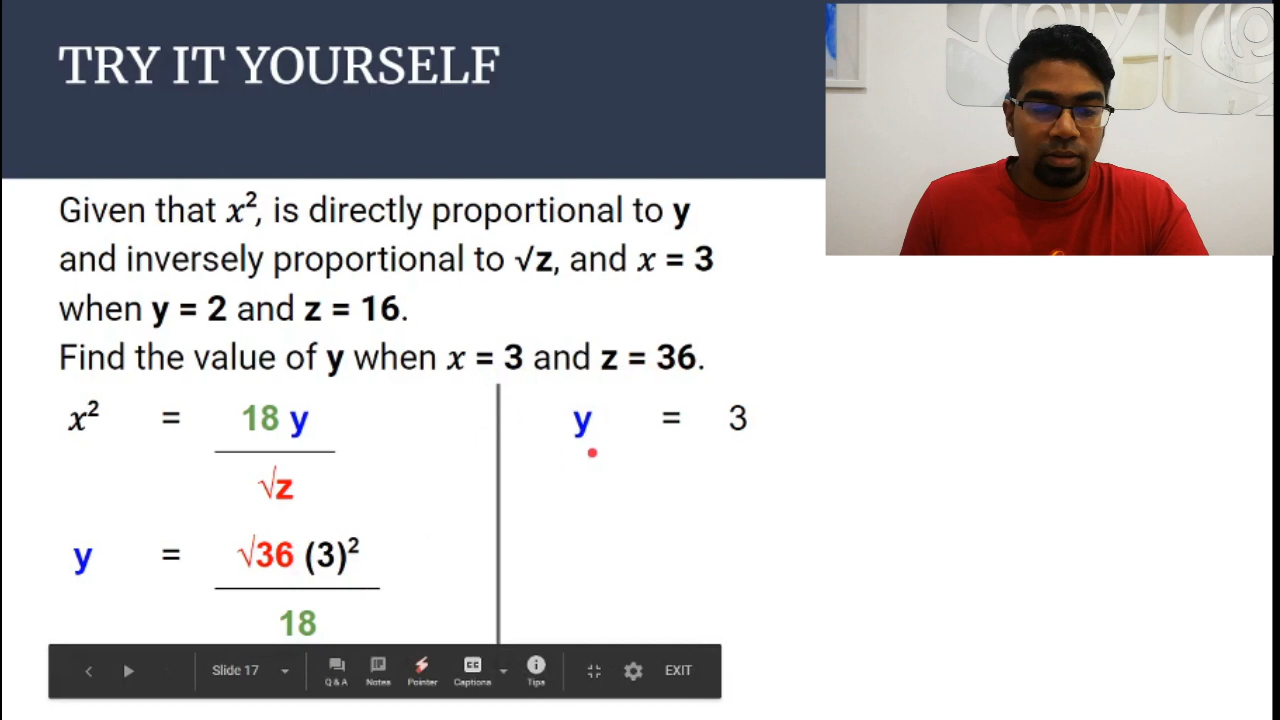 TRY IT YOURSELF
Given that x², is directly proportional to y
and inversely proportional to √z, and x = 3
when y = 2 and z = 16.
Find the value of y when x = 3 and z = 36.
x² = 18 y
√z
y = √36 (3)²
18
y = 3
Slide 17
Q & A
Notes
Pointer
CC
Captions
Tips
EXIT